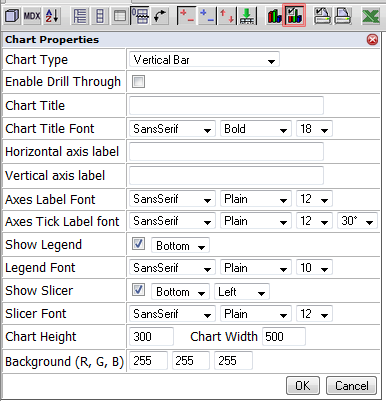 MDX A Z
Chart Properties
Chart Type Vertical Bar
Enable Drill Through
Chart Title
Chart Title Font SansSerif Bold 18
Horizontal axis label
Vertical axis label
Axes Label Font SansSerif Plain 12
Axes Tick Label font SansSerif Plain 12 30°
Show Legend Bottom
Legend Font SansSerif Plain 10
Show Slicer Bottom Left
Slicer Font SansSerif Plain 12
Chart Height 300 Chart Width 500
Background (R, G, B) 255 255 255
OK Cancel